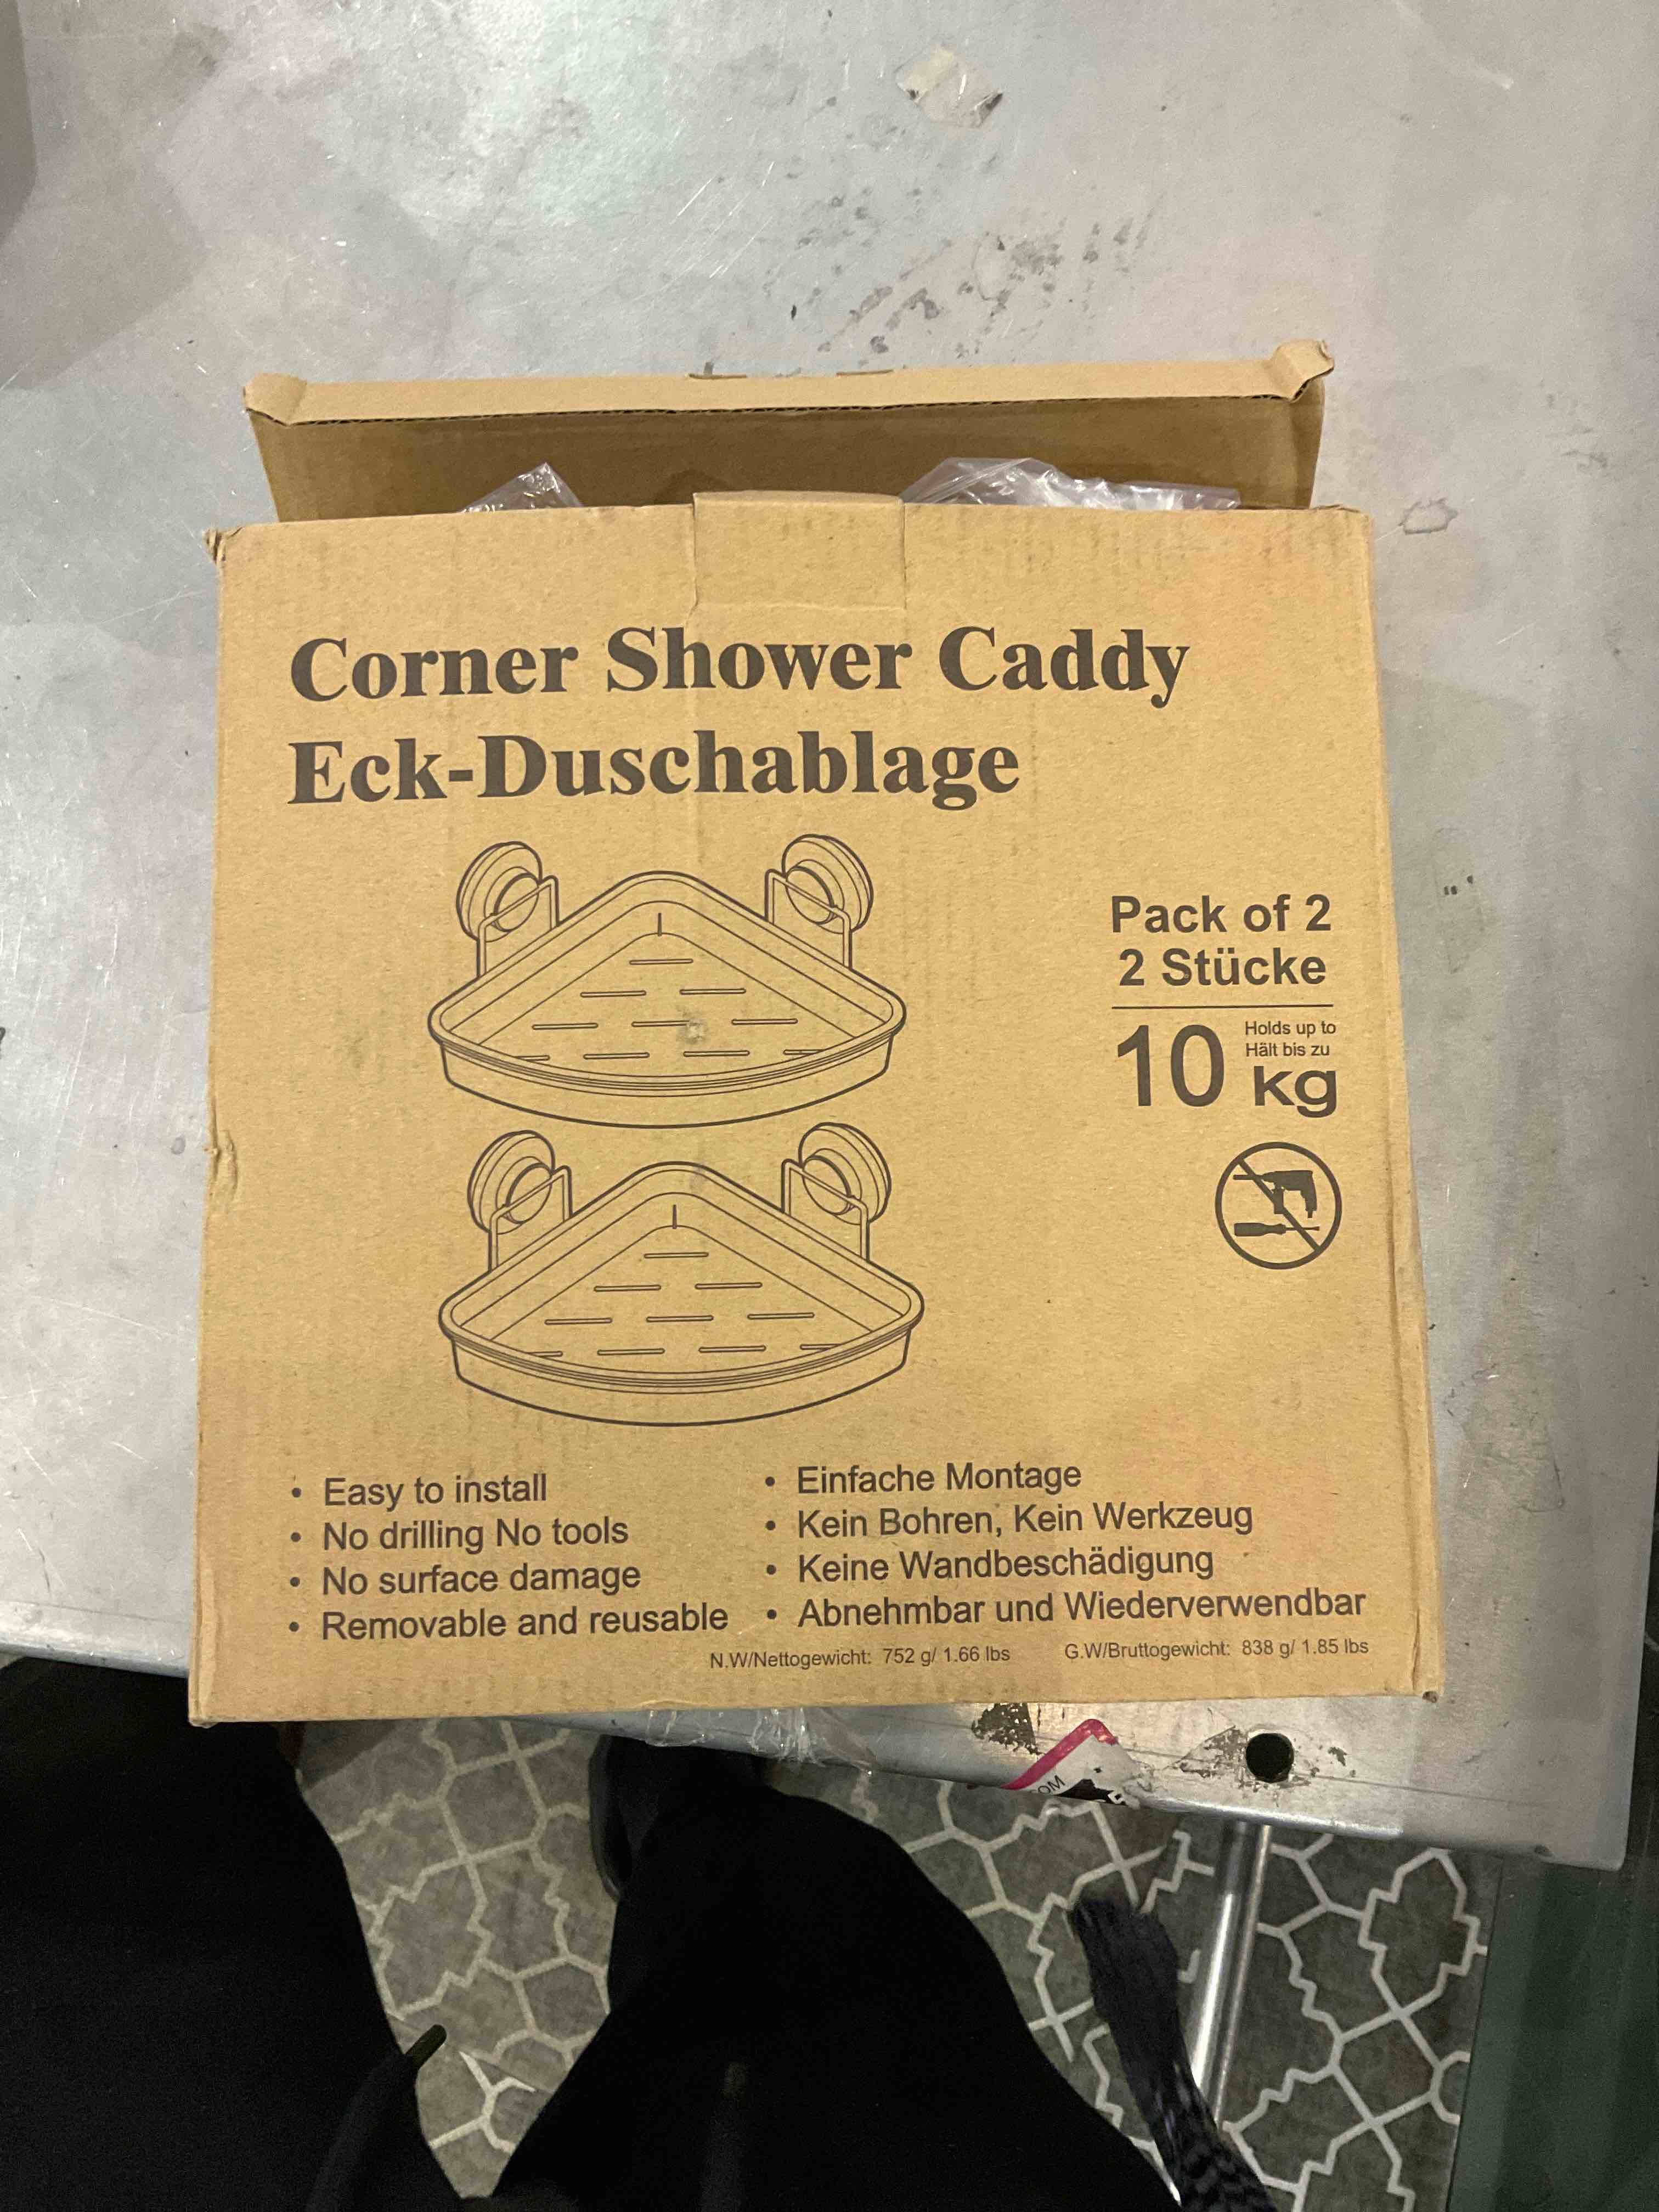 Corner Shower Caddy
Eck-Duschablage
Pack of 2
2 Stücke
10 Holds up to
Hält bis zu
kg
• Easy to install
• No drilling No tools
• No surface damage
• Removable and reusable
• Einfache Montage
• Kein Bohren, Kein Werkzeug
• Keine Wandbeschädigung
• Abnehmbar und Wiederverwendbar
N.W/Nettogewicht: 752 g/ 1.66 lbs G.W/Bruttogewicht: 838 g/ 1.85 lbs